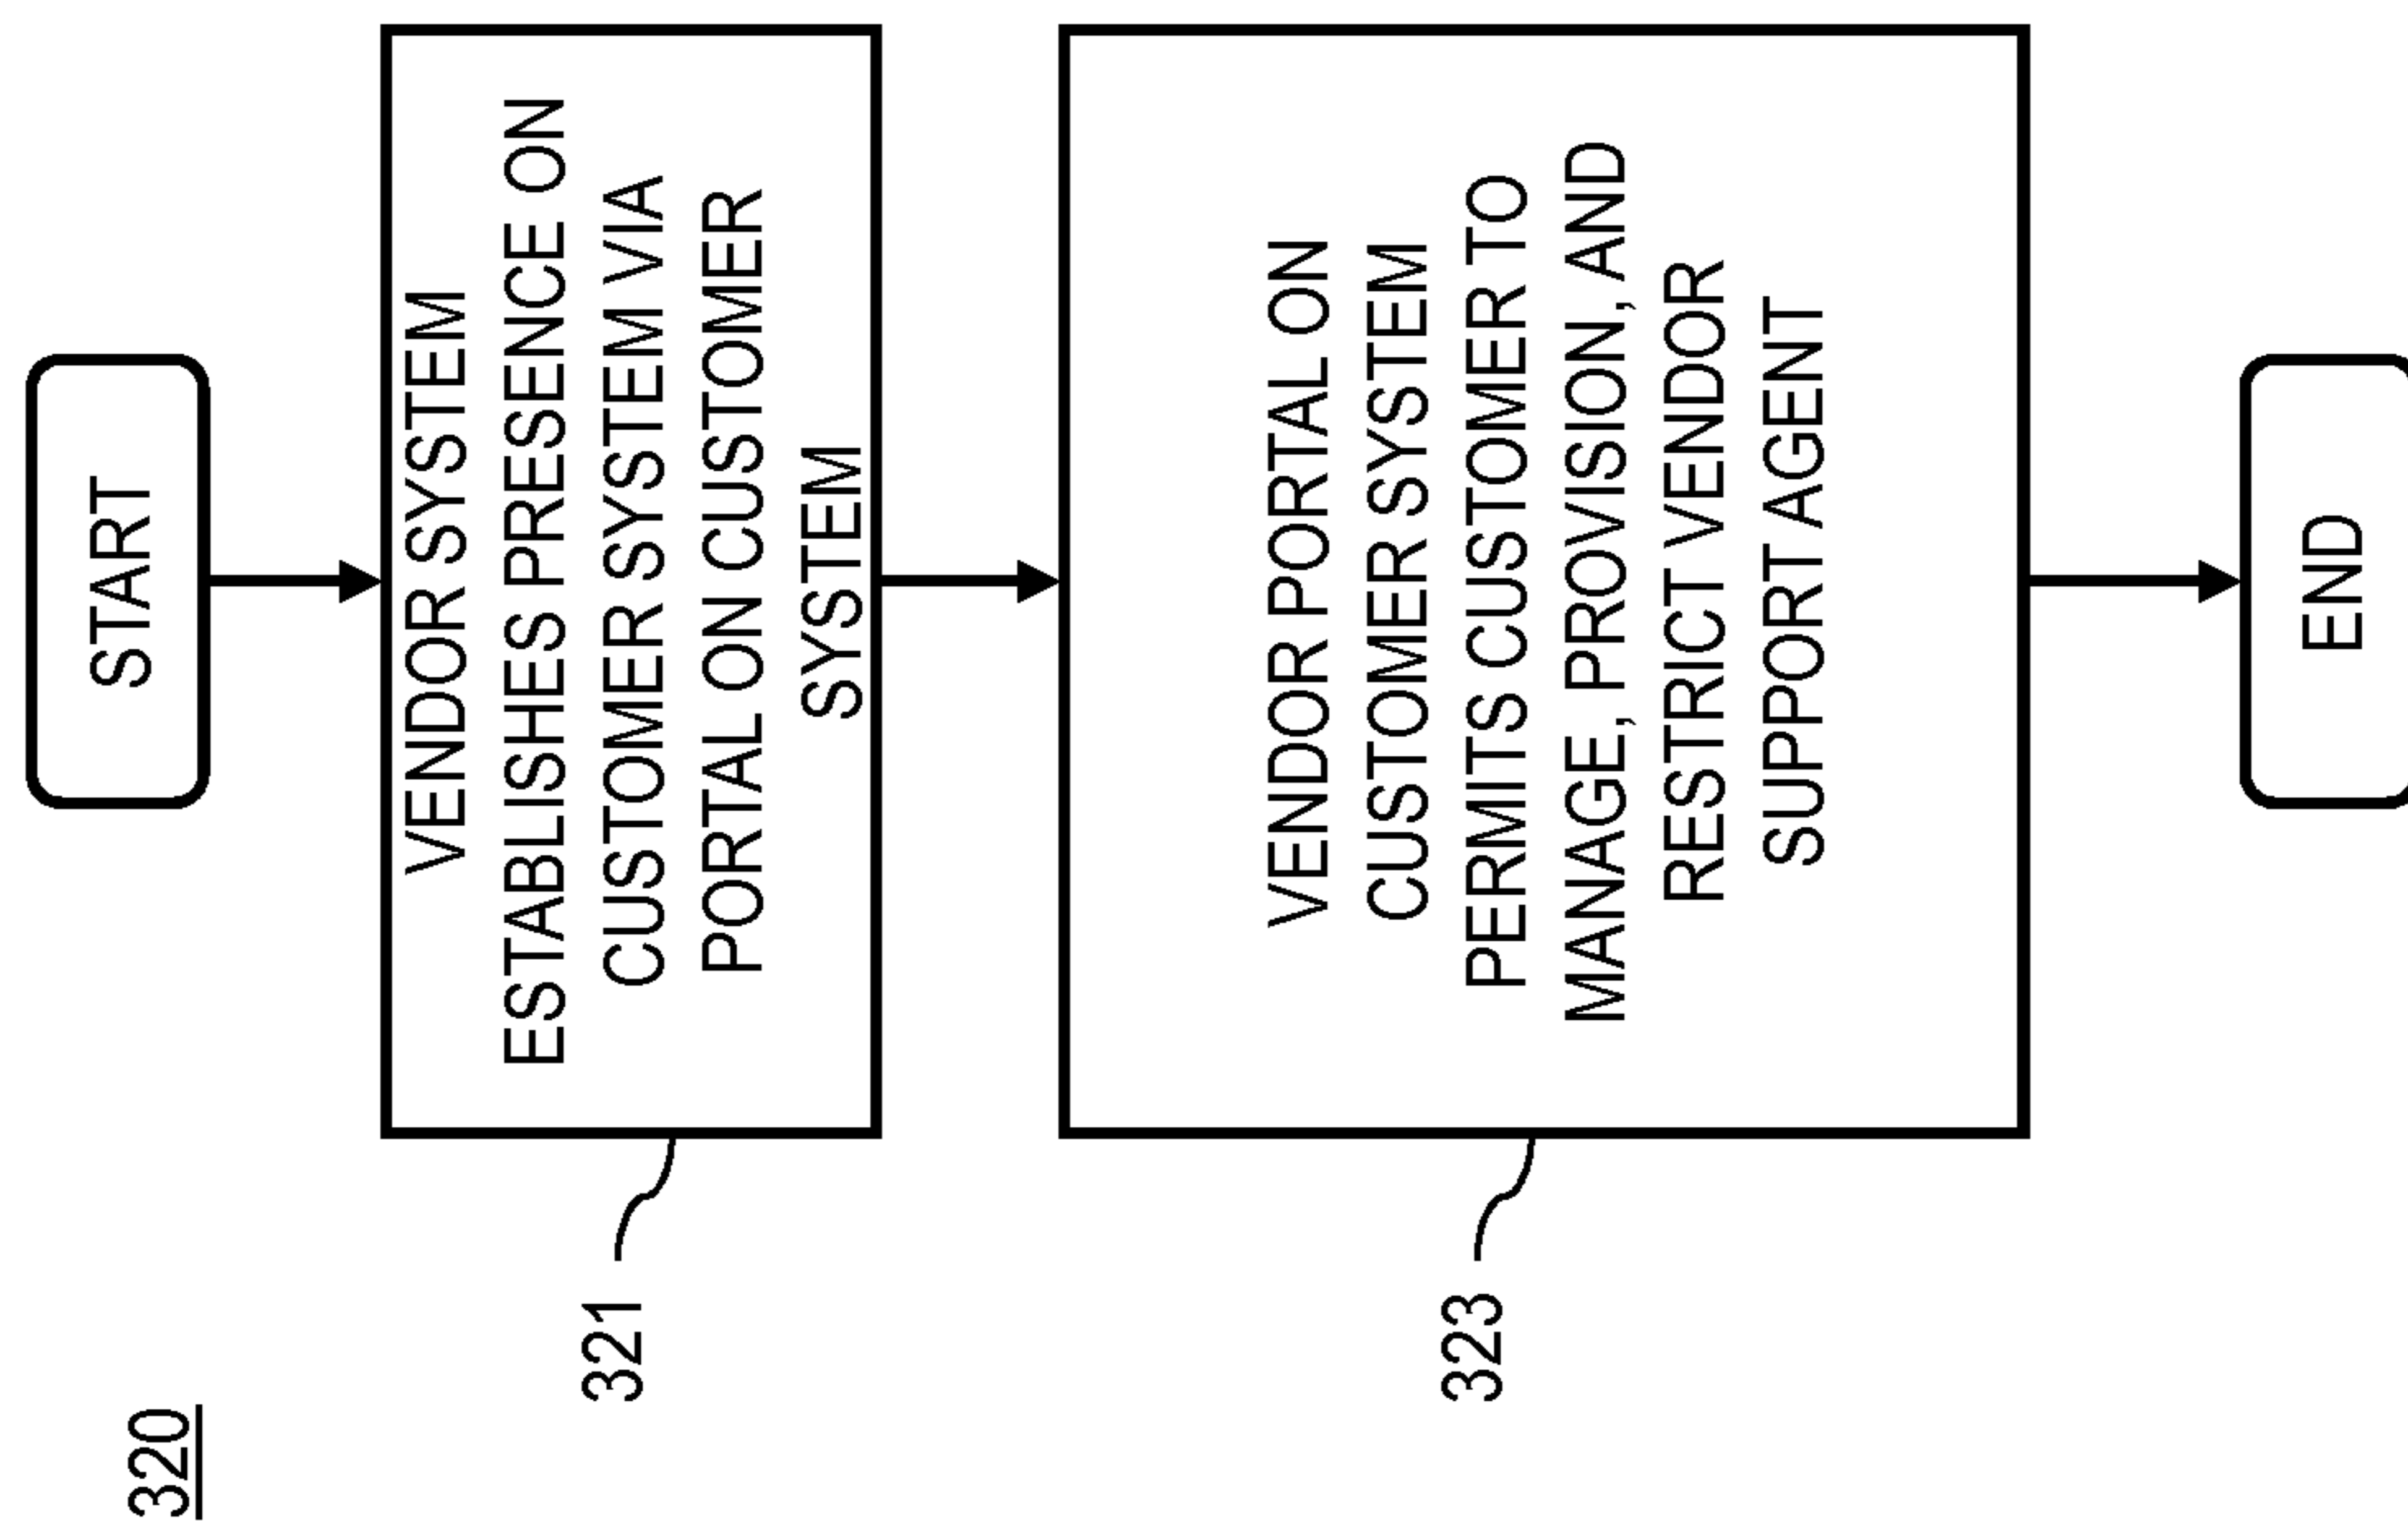 320
START
VENDOR SYSTEM
ESTABLISHES PRESENCE ON
CUSTOMER SYSTEM VIA
PORTAL ON CUSTOMER
SYSTEM
321
VENDOR PORTAL ON
CUSTOMER SYSTEM
PERMITS CUSTOMER TO
MANAGE, PROVISION, AND
RESTRICT VENDOR
SUPPORT AGENT
323
END